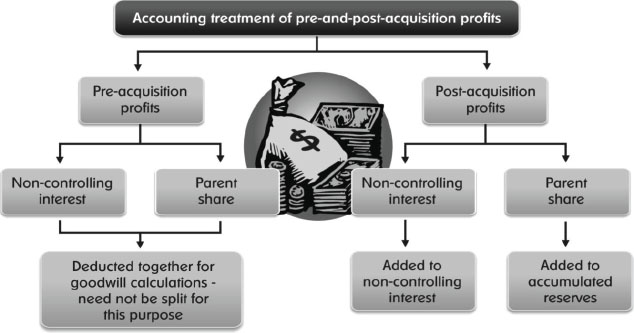 Accounting treatment of pre-and-post-acquisition profits
Pre-acquisition
profits
Post-acquisition
profits
Non-controlling
interest
Parent
share
$
Non-controlling
interest
Parent
share
Deducted together for
goodwill calculations -
need not be split for
this purpose
Added to
non-controlling
interest
Added to
accumulated
reserves